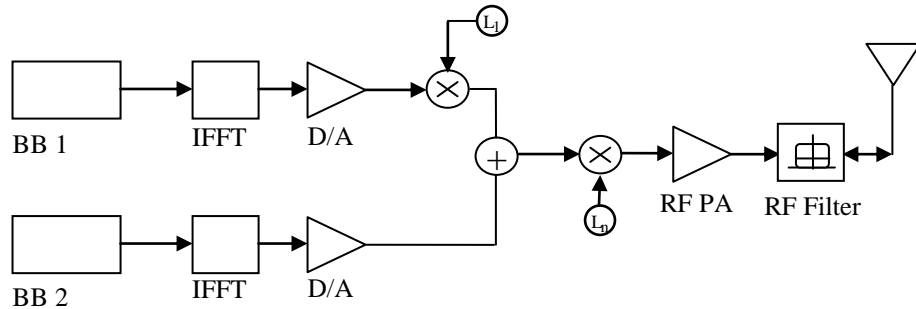 L1
BB 1
IFFT
D/A
RF PA
RF Filter
Ln
BB 2
IFFT
D/A